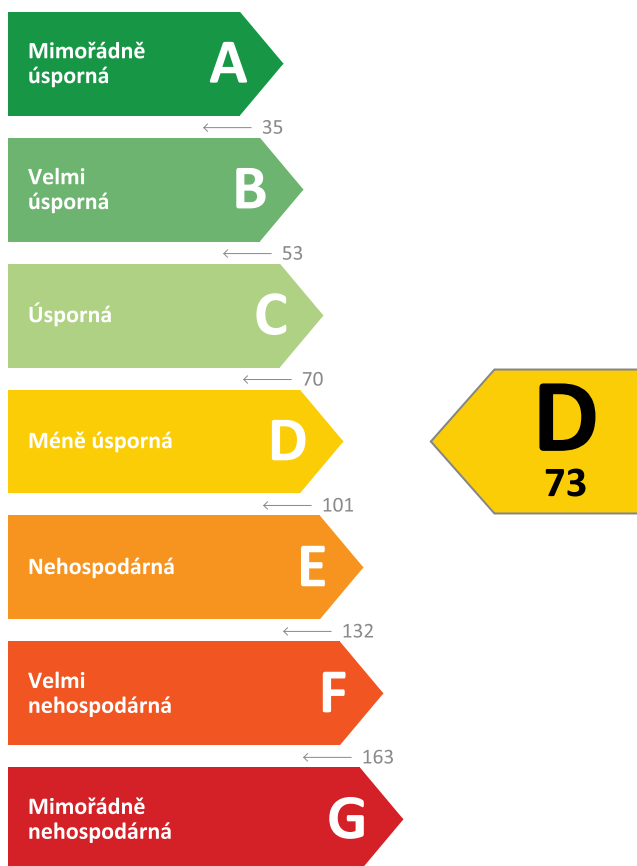 Mimořádně
úsporná
A
35
Velmi
úsporná
B
53
Úsporná
C
70
Méně úsporná
D
D
73
101
Nehospodárná
E
132
Velmi
nehospodárná
F
163
Mimořádně
nehospodárná
G